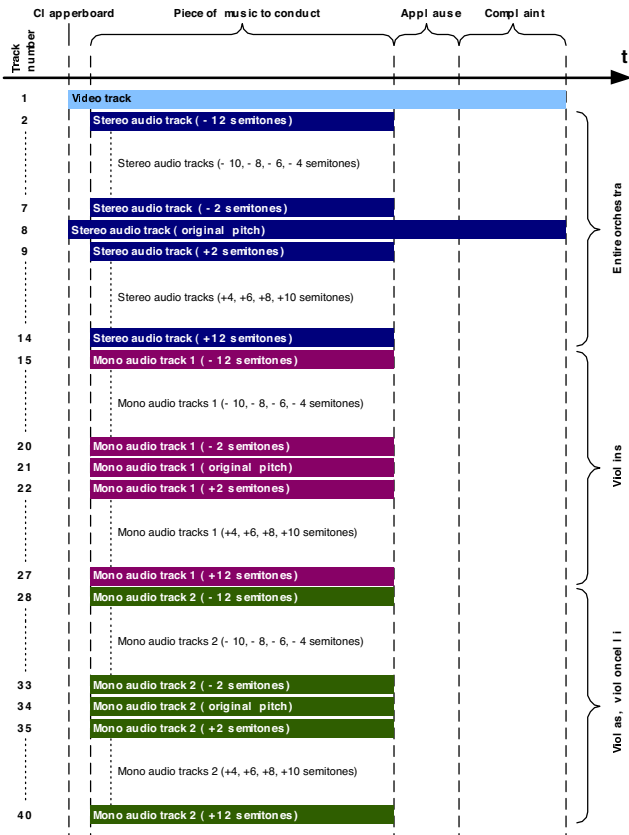 Clapperboard Piece of music to conduct Applause Complaint
Track number
t
1 Video track
2 Stereo audio track (- 12 semitones)
Stereo audio tracks (- 10, - 8, - 6, - 4 semitones)
7 Stereo audio track (- 2 semitones)
8 Stereo audio track (original pitch)
9 Stereo audio track (+2 semitones)
Stereo audio tracks (+4, +6, +8, +10 semitones)
14 Stereo audio track (+12 semitones)
Entire orchestra
15 Mono audio track 1 (- 12 semitones)
Mono audio tracks 1 (- 10, - 8, - 6, - 4 semitones)
20 Mono audio track 1 (- 2 semitones)
21 Mono audio track 1 (original pitch)
22 Mono audio track 1 (+2 semitones)
Mono audio tracks 1 (+4, +6, +8, +10 semitones)
27 Mono audio track 1 (+12 semitones)
Violins
28 Mono audio track 2 (- 12 semitones)
Mono audio tracks 2 (- 10, - 8, - 6, - 4 semitones)
33 Mono audio track 2 (- 2 semitones)
34 Mono audio track 2 (original pitch)
35 Mono audio track 2 (+2 semitones)
Mono audio tracks 2 (+4, +6, +8, +10 semitones)
40 Mono audio track 2 (+12 semitones)
Violas, violoncelli